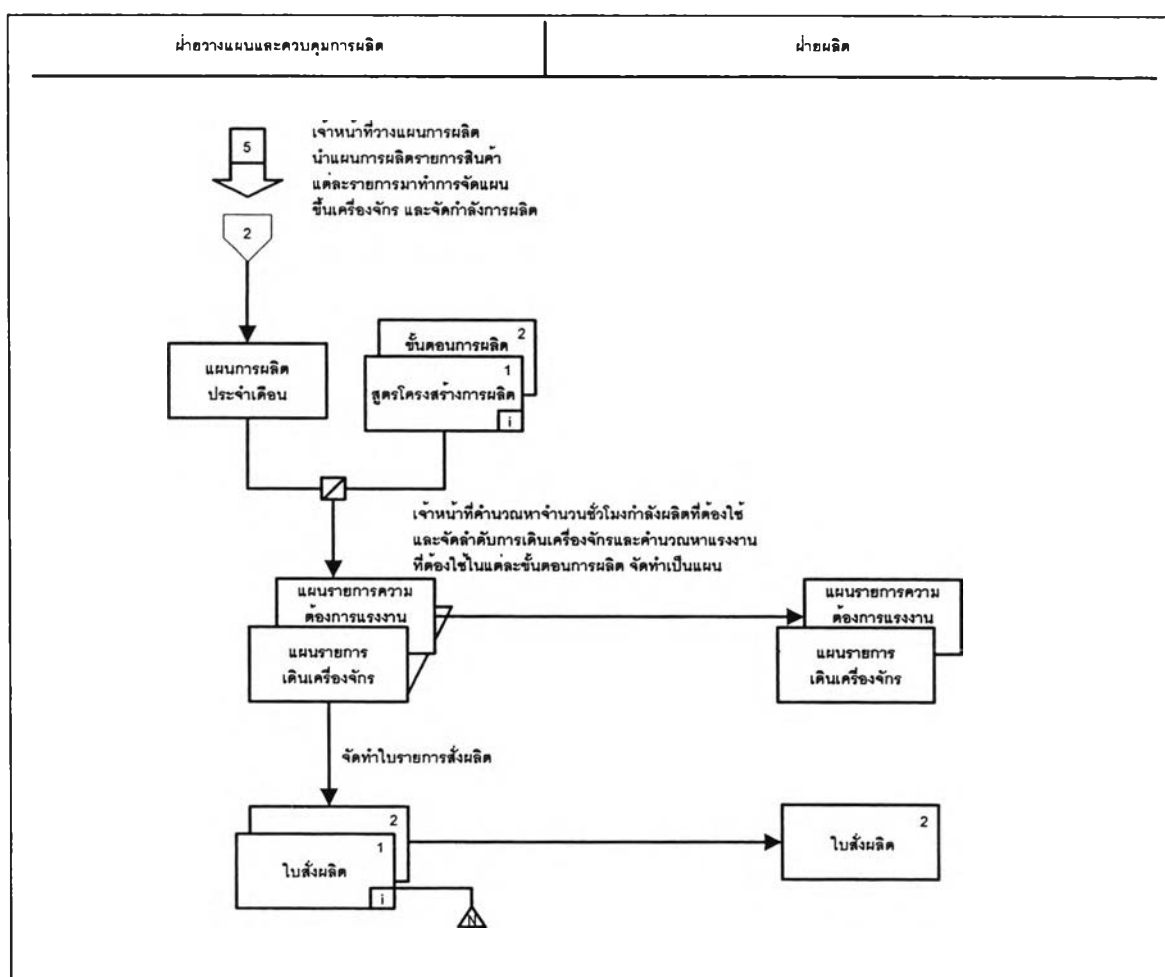 ฝ่ายวางแผนและควบคุมการผลิต
ฝ่ายผลิต
5
เจ้าหน้าที่วางแผนการผลิต
นำแผนการผลิตรายการสินค้า
แต่ละรายการมาทำการจัดแผน
ขึ้นเครื่องจักร และจัดกำลังการผลิต
2
แผนการผลิต
ประจำเดือน
ขั้นตอนการผลิต 2
1
สูตรโครงสร้างการผลิต
i
เจ้าหน้าที่คำนวณหาจำนวนชั่วโมงกำลังผลิตที่ต้องใช้
และจัดลำดับการเดินเครื่องจักรและคำนวณหาแรงงาน
ที่ต้องใช้ในแต่ละขั้นตอนการผลิต จัดทำเป็นแผน
แผนรายการความ
ต้องการแรงงาน
แผนรายการ
เดินเครื่องจักร
แผนรายการความ
ต้องการแรงงาน
แผนรายการ
เดินเครื่องจักร
จัดทำใบรายการสั่งผลิต
2
1
ใบสั่งผลิต
i
N
2
ใบสั่งผลิต